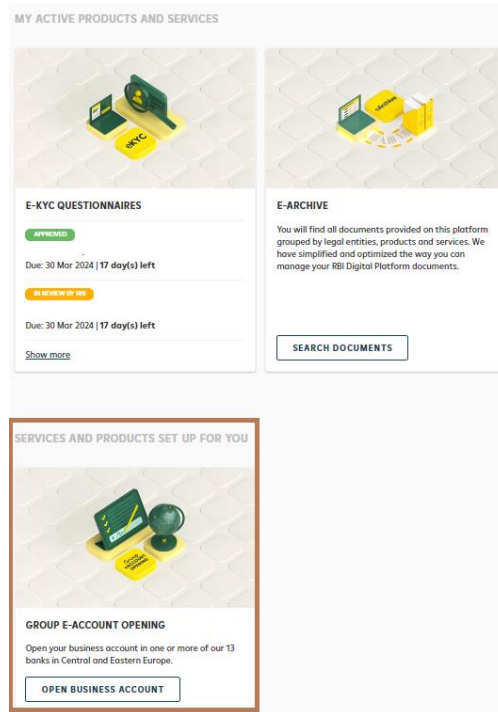 MY ACTIVE PRODUCTS AND SERVICES
eKYC
E-KYC QUESTIONNAIRES
APPROVED
Due: 30 Mar 2024 | 17 day(s) left
IN REVIEW BY RBI
Due: 30 Mar 2024 | 17 day(s) left
Show more
eArchive
E-ARCHIVE
You will find all documents provided on this platform
grouped by legal entities, products and services. We
have simplified and optimized the way you can
manage your RBI Digital Platform documents.
SEARCH DOCUMENTS
SERVICES AND PRODUCTS SET UP FOR YOU
Group
eACCOUNT
OPENING
GROUP E-ACCOUNT OPENING
Open your business account in one or more of our 13
banks in Central and Eastern Europe.
OPEN BUSINESS ACCOUNT